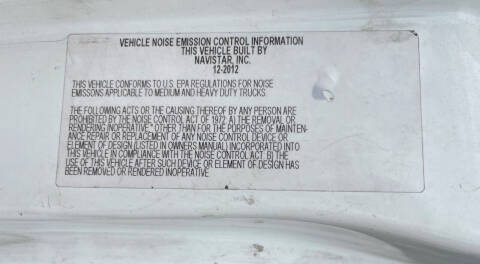 VEHICLE NOISE EMISSION CONTROL INFORMATION
THIS VEHICLE BUILT BY
NAVISTAR, INC.
12-2012
THIS VEHICLE CONFORMS TO U.S. EPA REGULATIONS FOR NOISE
EMISSONS APPLICABLE TO MEDIUM AND HEAVY DUTY TRUCKS.
THE FOLLOWING ACTS OR THE CAUSING THEREOF BY ANY PERSON ARE
PROHIBITED BY THE NOISE CONTROL ACT OF 1972: A) THE REMOVAL OR
RENDERING INOPERATIVE " OTHER THAN FOR THE PURPOSES OF MAINTEN-
ANCE REPAIR, OR REPLACEMENT OF ANY NOISE CONTROL DEVICE OR
ELEMENT OF DESIGN (LISTED IN OWNERS MANUAL) INCORPORATED INTO
THIS VEHICLE IN COMPLIANCE WITH THE NOISE CONTROL ACT. B) THE
USE OF THIS VEHICLE AFTER SUCH DEVICE OR ELEMENT OF DESIGN HAS
BEEN REMOVED OR RENDERED INOPERATIVE